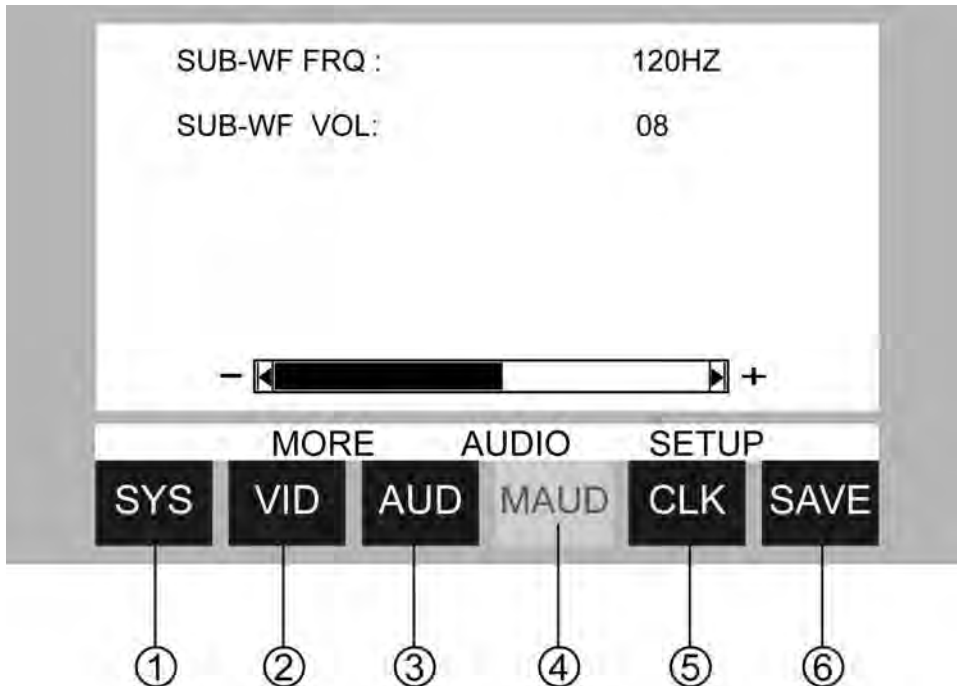 SUB-WF FRQ : 120HZ
SUB-WF VOL: 08
- +
MORE AUDIO SETUP
SYS VID AUD MAUD CLK SAVE
1 2 3 4 5 6